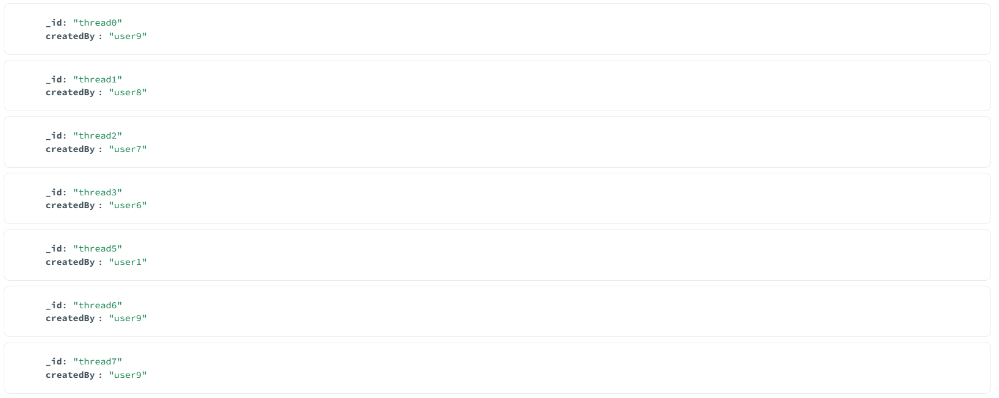 _id: "thread0"
createdBy : "user9"
_id: "thread1"
createdBy : "user8"
_id: "thread2"
createdBy : "user7"
_id: "thread3"
createdBy : "user6"
_id: "thread5"
createdBy : "user1"
_id: "thread6"
createdBy : "user9"
_id: "thread7"
createdBy : "user9"